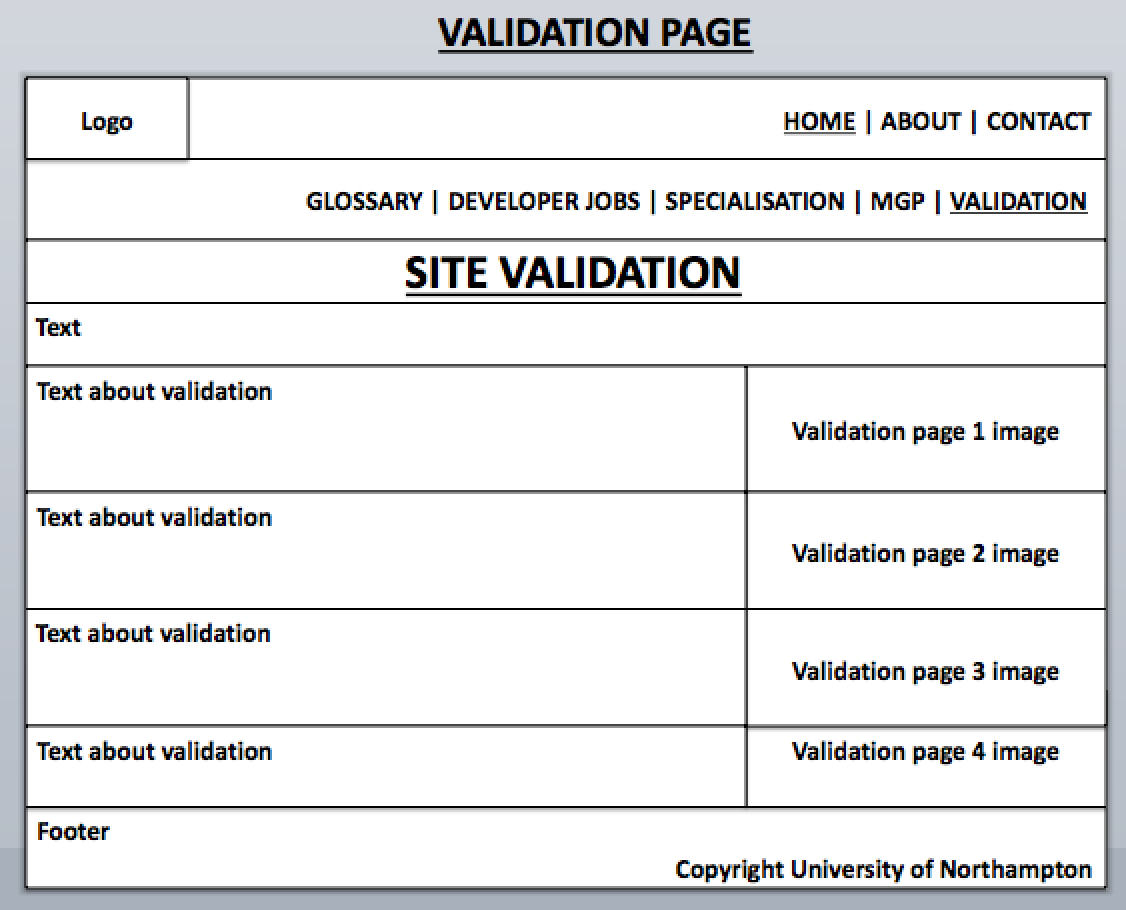 VALIDATION PAGE
Logo
HOME | ABOUT | CONTACT
GLOSSARY | DEVELOPER JOBS | SPECIALISATION | MGP | VALIDATION
SITE VALIDATION
Text
Text about validation
Validation page 1 image
Text about validation
Validation page 2 image
Text about validation
Validation page 3 image
Text about validation
Validation page 4 image
Footer
Copyright University of Northampton